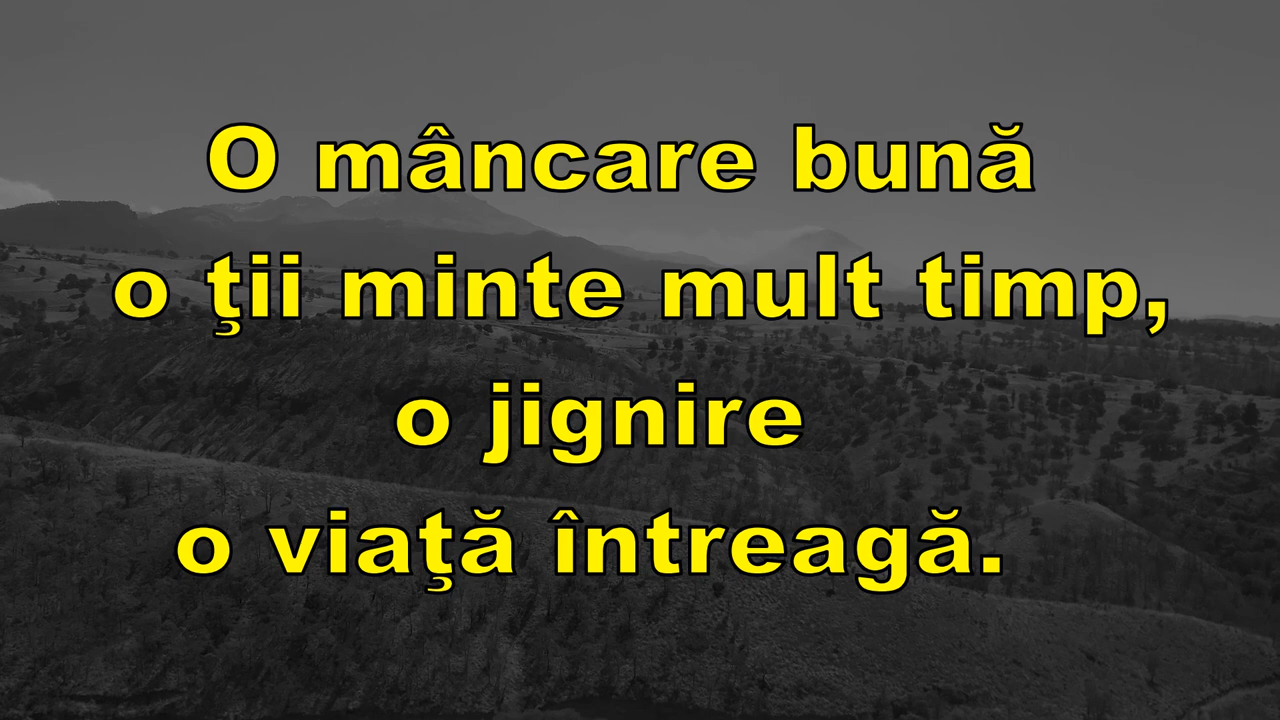 O mâncare bună
o ţii minte mult timp,
o jignire
o viaţă întreagă.